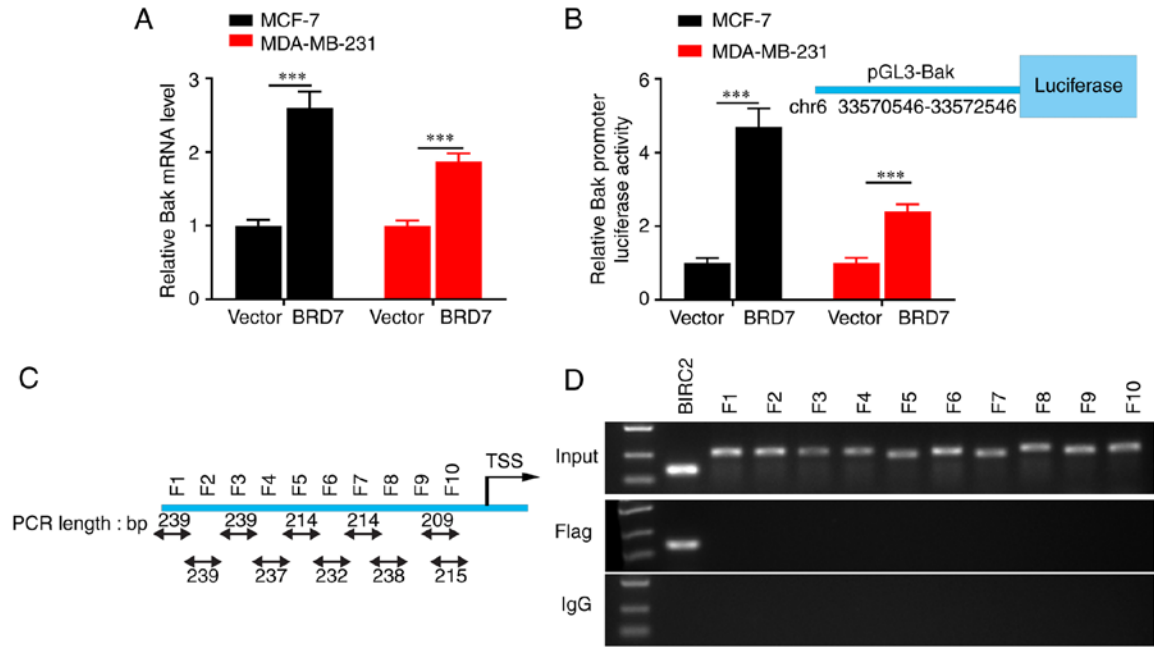 A
MCF-7
MDA-MB-231
Relative Bak mRNA level
3
2
1
0
***
***
Vector BRD7 Vector BRD7
B
MCF-7
MDA-MB-231
Relative Bak promoter
luciferase activity
6
4
2
0
***
***
Vector BRD7 Vector BRD7
pGL3-Bak
chr6 33570546-33572546
Luciferase
C
F1 F2 F3 F4 F5 F6 F7 F8 F9 F10 TSS
PCR length : bp 239 239 214 214 209
239 237 232 238 215
D
BIRC2 F1 F2 F3 F4 F5 F6 F7 F8 F9 F10
Input
Flag
IgG